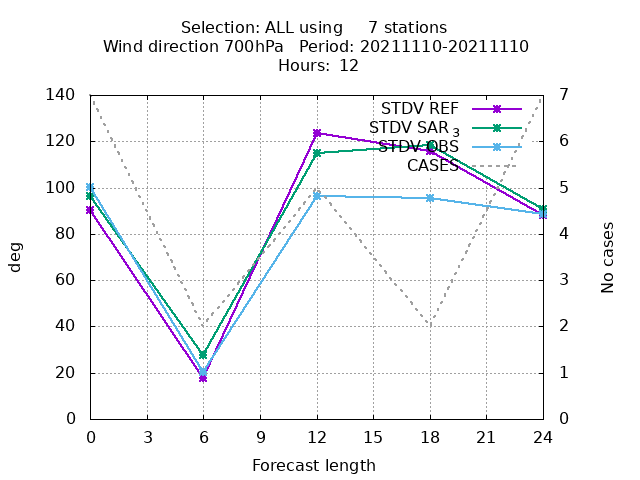 Selection: ALL using     7 stations
Wind direction 700hPa   Period: 20211110-20211110
Hours: 12
STDV REF
STDV SAR3
STDV OBS
CASES
140
120
100
80
60
40
20
0
7
6
5
4
3
2
1
0
deg
No cases
0 3 6 9 12 15 18 21 24
Forecast length